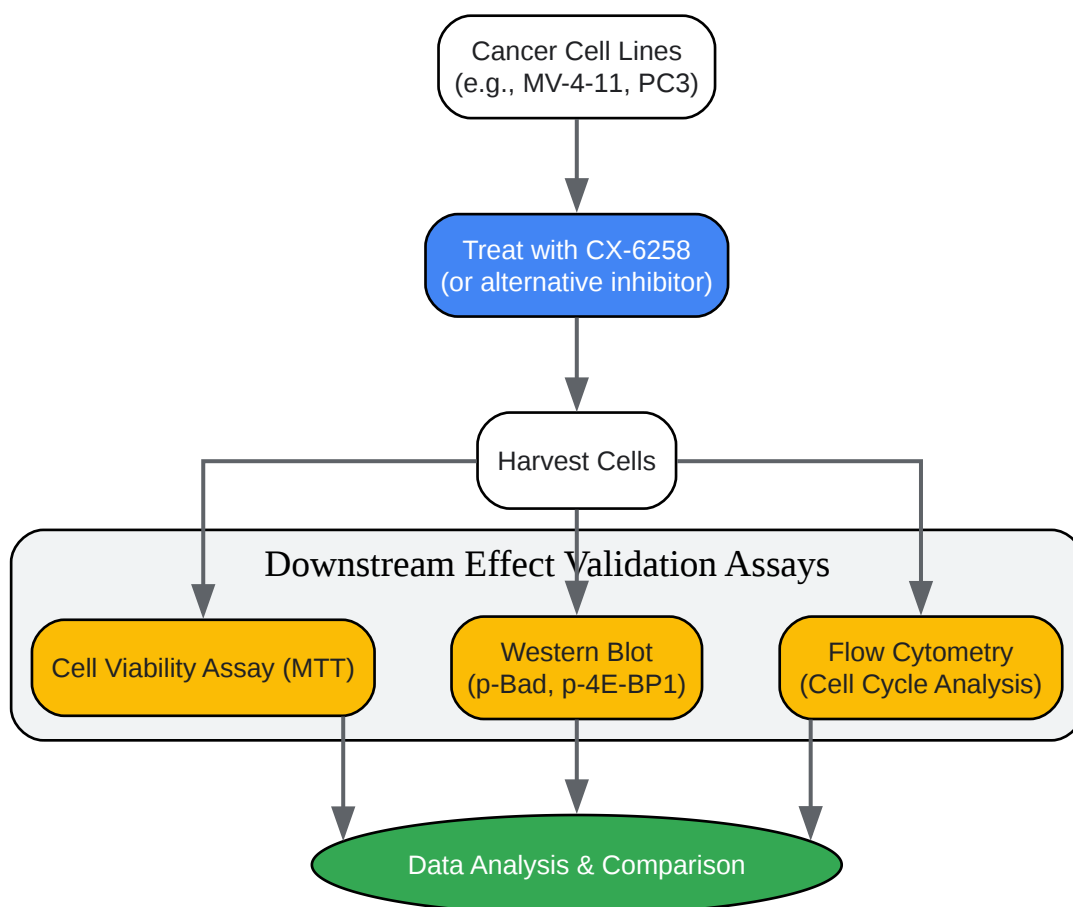 Cancer Cell Lines
(e.g., MV-4-11, PC3)
Treat with CX-6258
(or alternative inhibitor)
Harvest Cells
Downstream Effect Validation Assays
Cell Viability Assay (MTT)
Western Blot
(p-Bad, p-4E-BP1)
Flow Cytometry
(Cell Cycle Analysis)
Data Analysis & Comparison